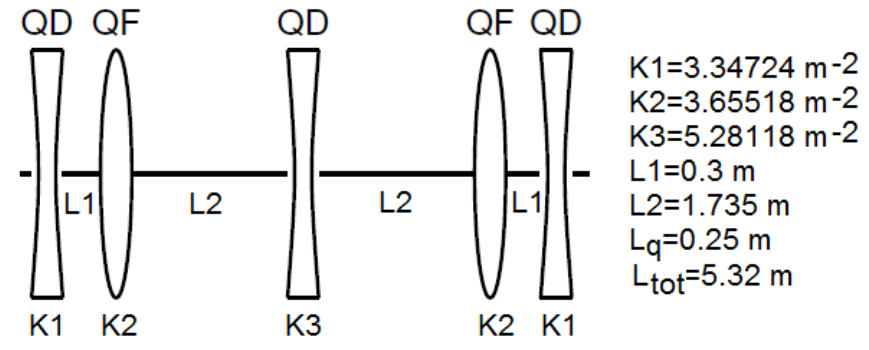 QD QF QD QF QD
K1=3.34724 m-2
K2=3.65518 m-2
K3=5.28118 m-2
L1=0.3 m
L2=1.735 m
Lq=0.25 m
Ltot=5.32 m
L1 L2 L2 L1
K1 K2 K3 K2 K1